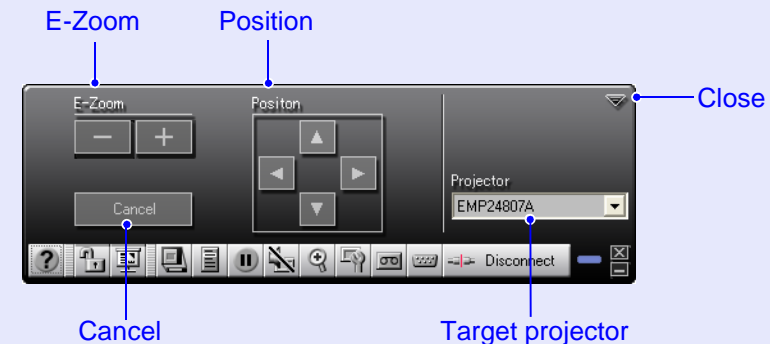 E-Zoom Position
E-Zoom Positon
Close
Projector
EMP24807A
Cancel
? Disconnect
Cancel Target projector